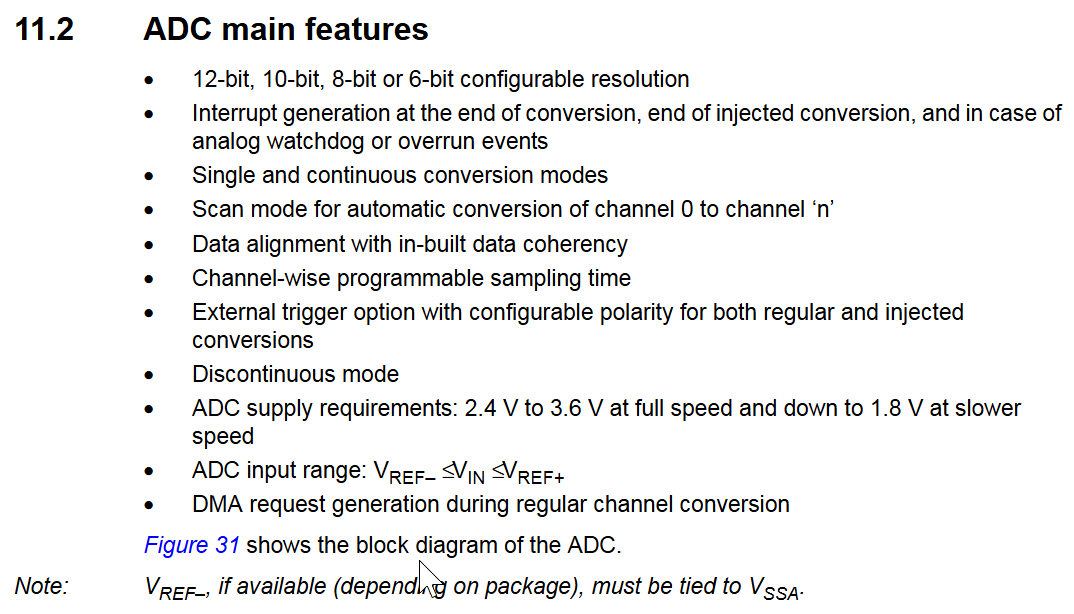 11.2 ADC main features
• 12-bit, 10-bit, 8-bit or 6-bit configurable resolution
• Interrupt generation at the end of conversion, end of injected conversion, and in case of
analog watchdog or overrun events
• Single and continuous conversion modes
• Scan mode for automatic conversion of channel 0 to channel ‘n’
• Data alignment with in-built data coherency
• Channel-wise programmable sampling time
• External trigger option with configurable polarity for both regular and injected
conversions
• Discontinuous mode
• ADC supply requirements: 2.4 V to 3.6 V at full speed and down to 1.8 V at slower
speed
• ADC input range: VREF– ≤VIN ≤VREF+
• DMA request generation during regular channel conversion
Figure 31 shows the block diagram of the ADC.
Note: VREF–, if available (depending on package), must be tied to VSSA.